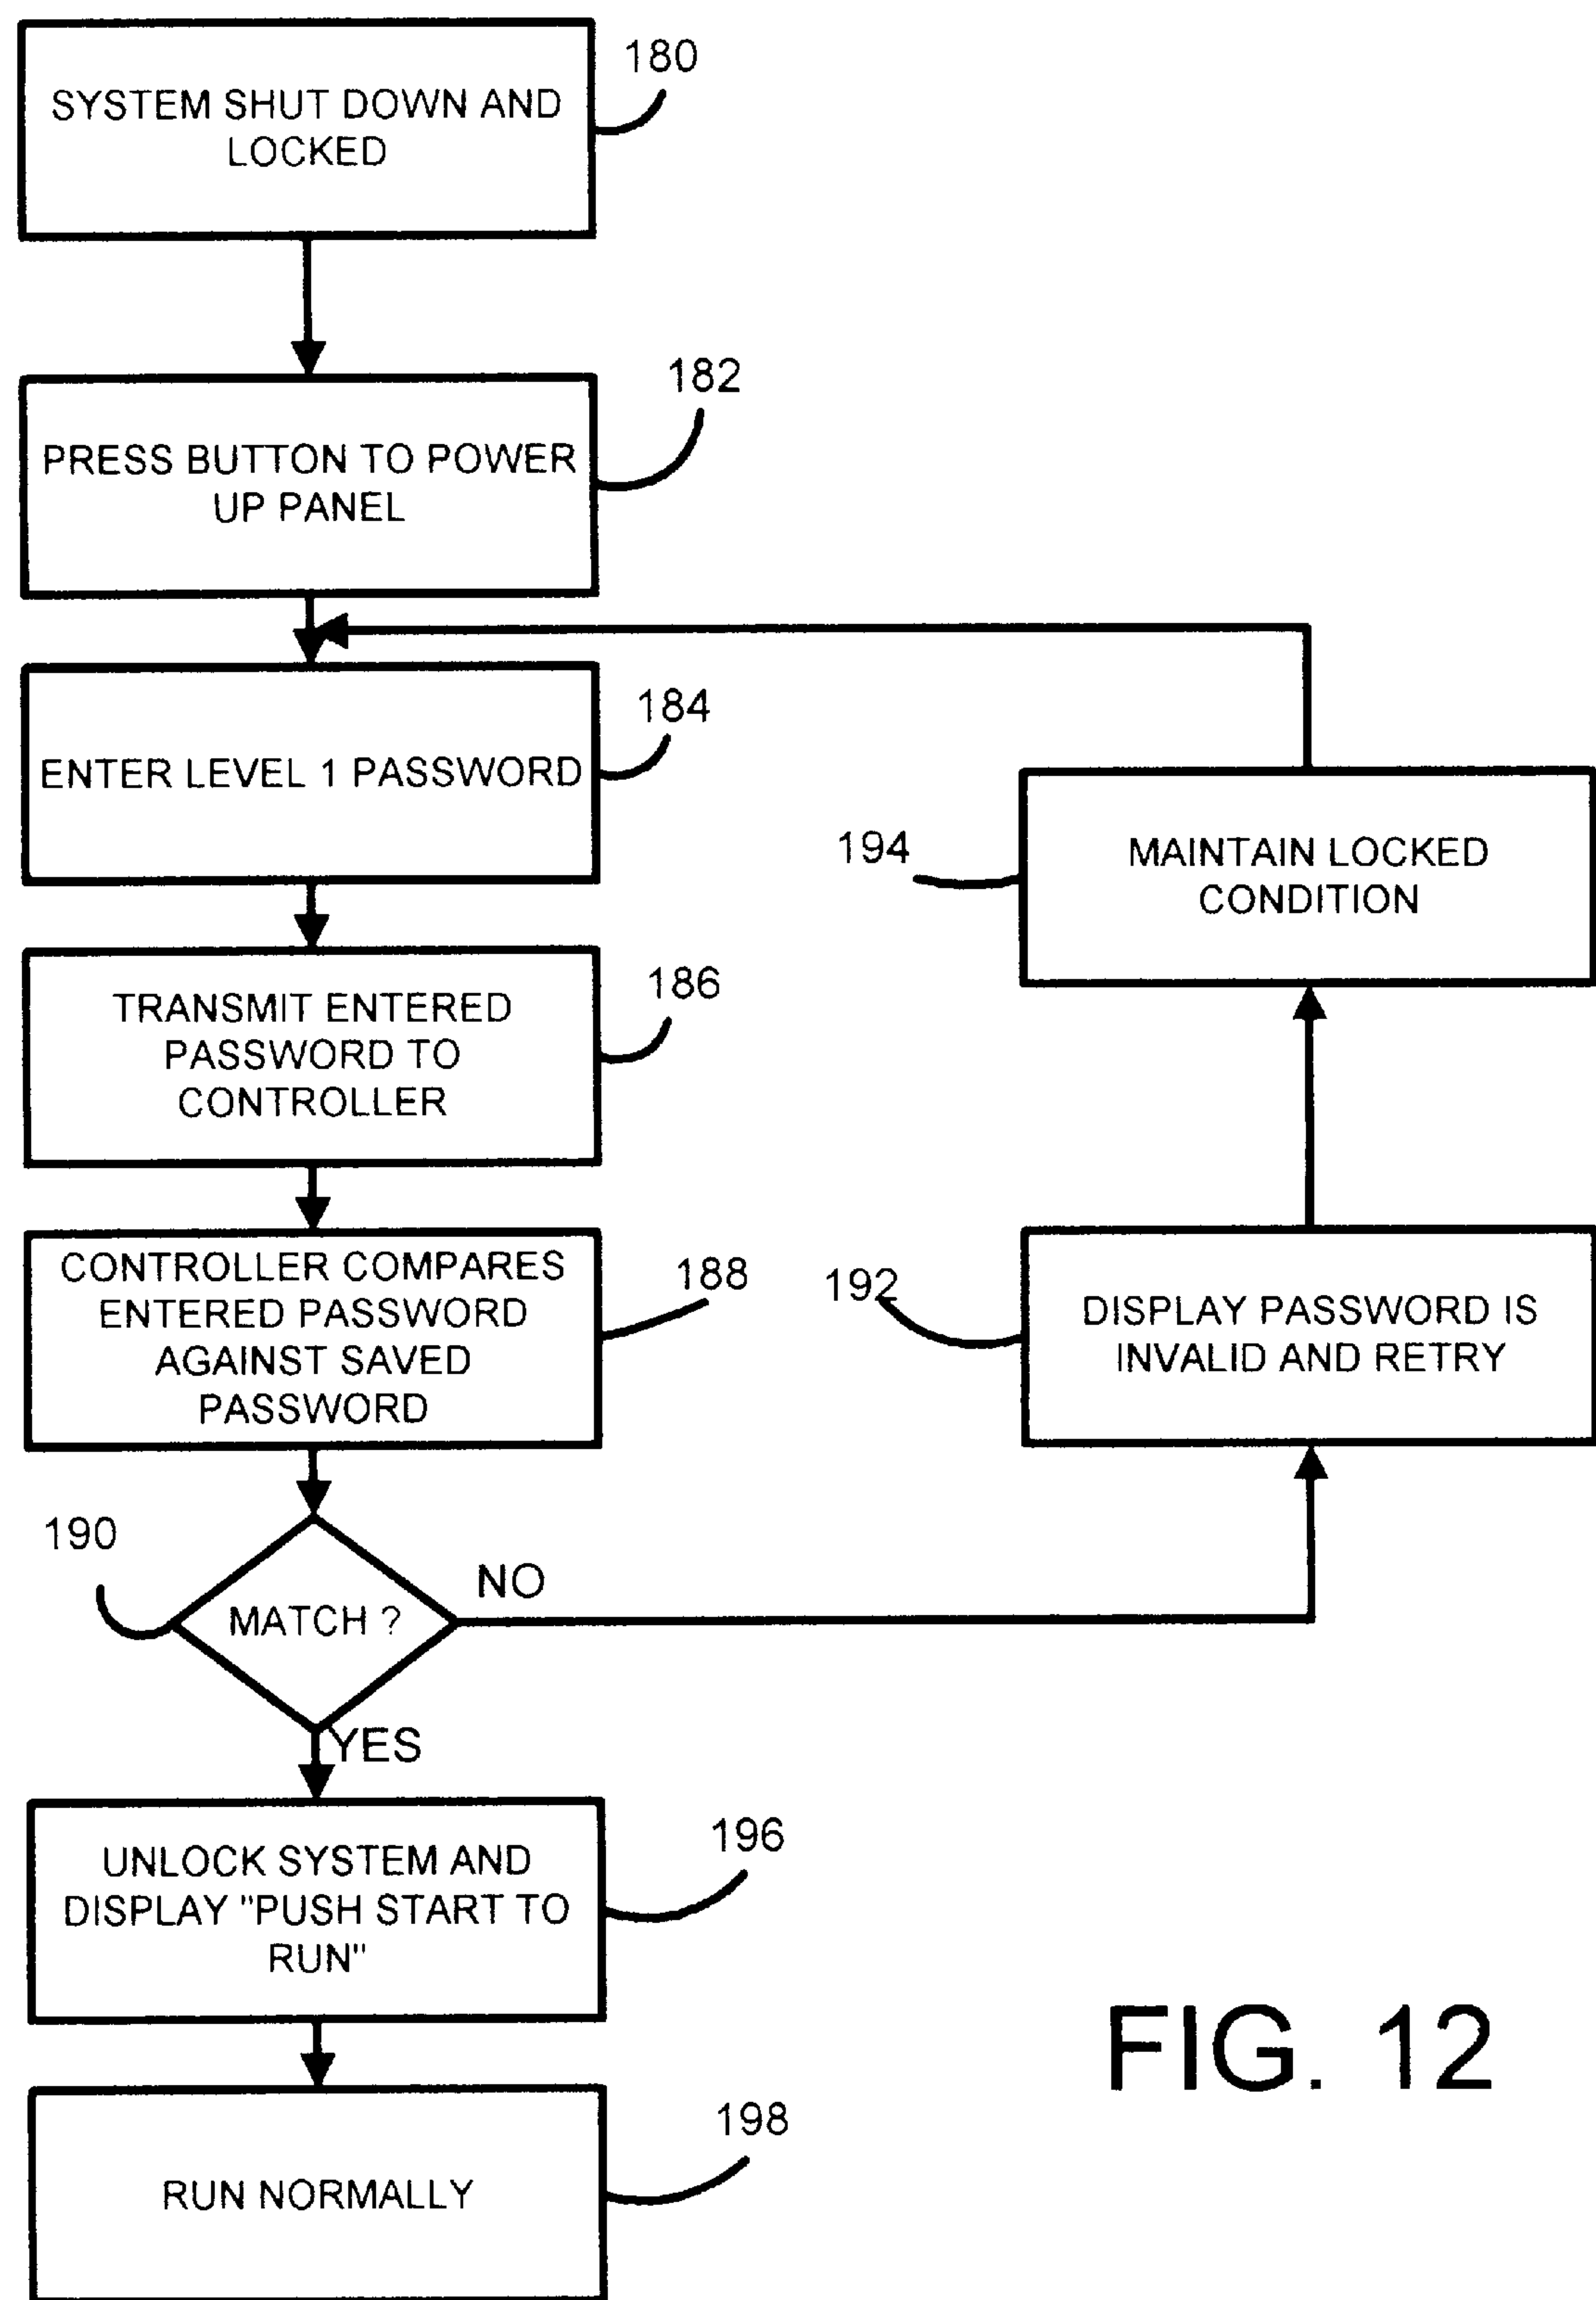 180
SYSTEM SHUT DOWN AND
LOCKED
182
PRESS BUTTON TO POWER
UP PANEL
184
ENTER LEVEL 1 PASSWORD
194
MAINTAIN LOCKED
CONDITION
186
TRANSMIT ENTERED
PASSWORD TO
CONTROLLER
188
CONTROLLER COMPARES
ENTERED PASSWORD
AGAINST SAVED
PASSWORD
192
DISPLAY PASSWORD IS
INVALID AND RETRY
190
MATCH ?
NO
YES
196
UNLOCK SYSTEM AND
DISPLAY "PUSH START TO
RUN"
198
RUN NORMALLY
FIG. 12